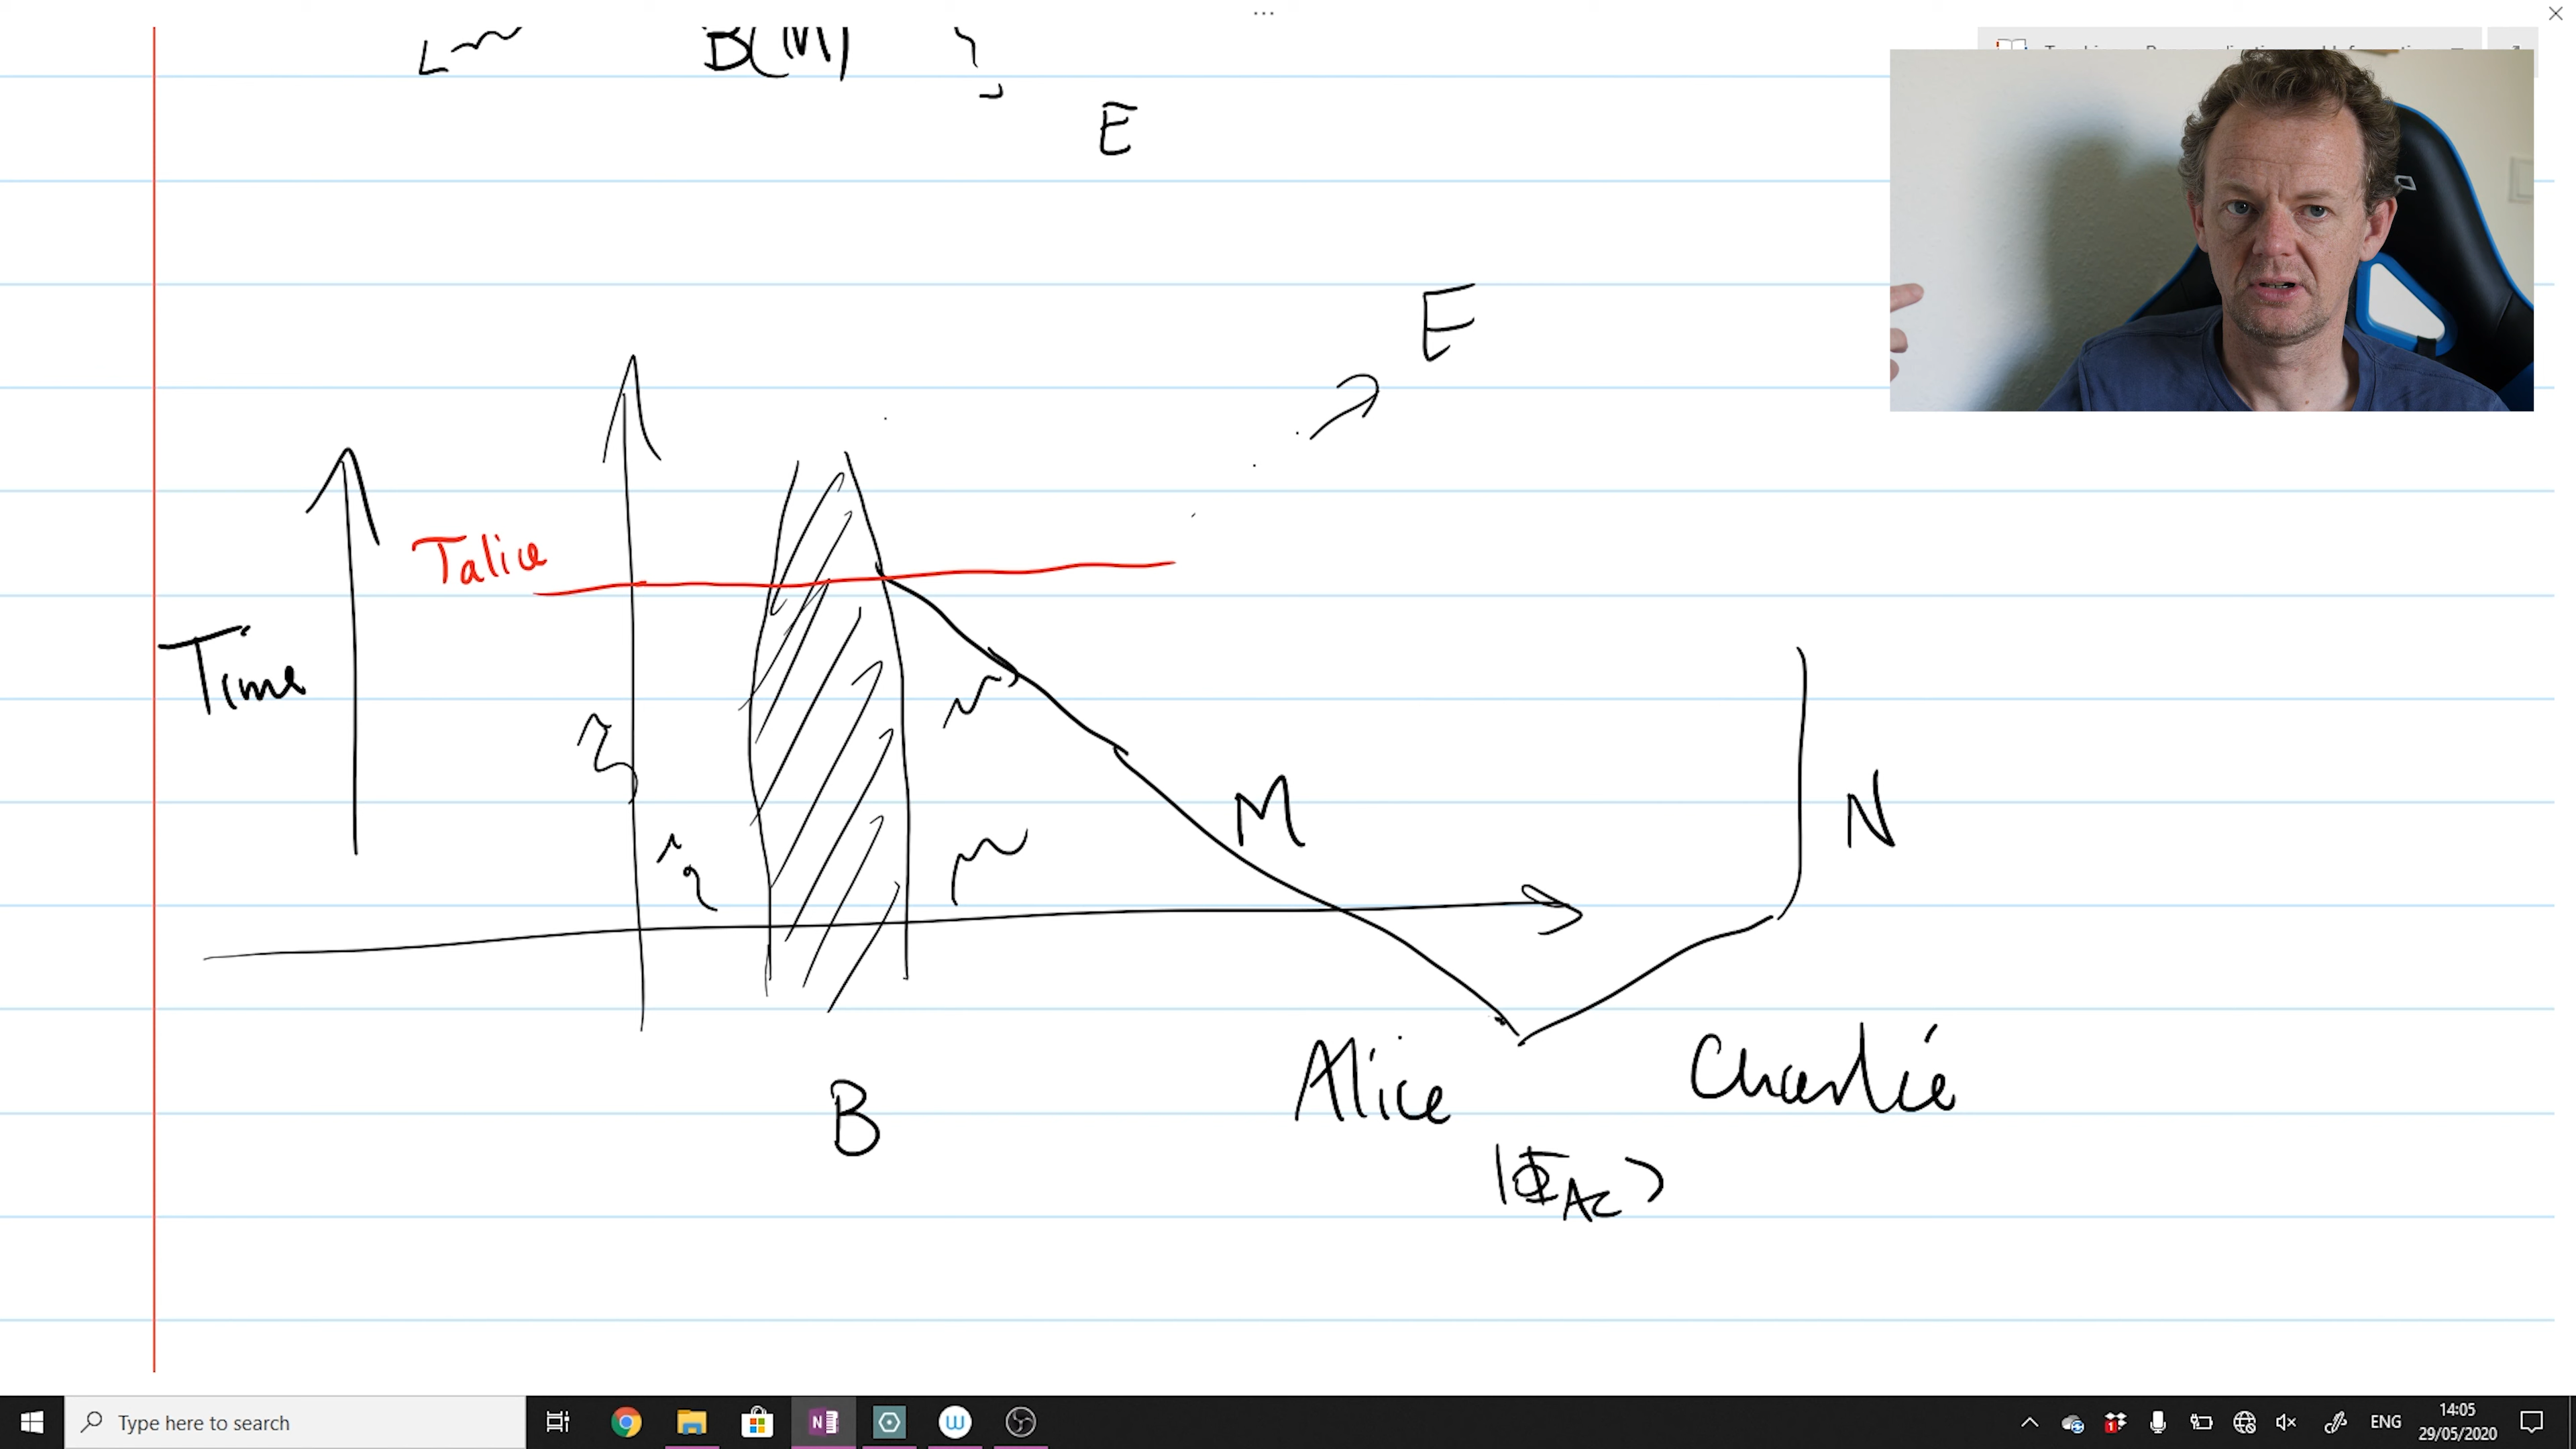 B(M)
E
E
Talice
Time
M
N
Alice
Charlie
B
|Φ_AC⟩
Type here to search
ENG
14:05
29/05/2020